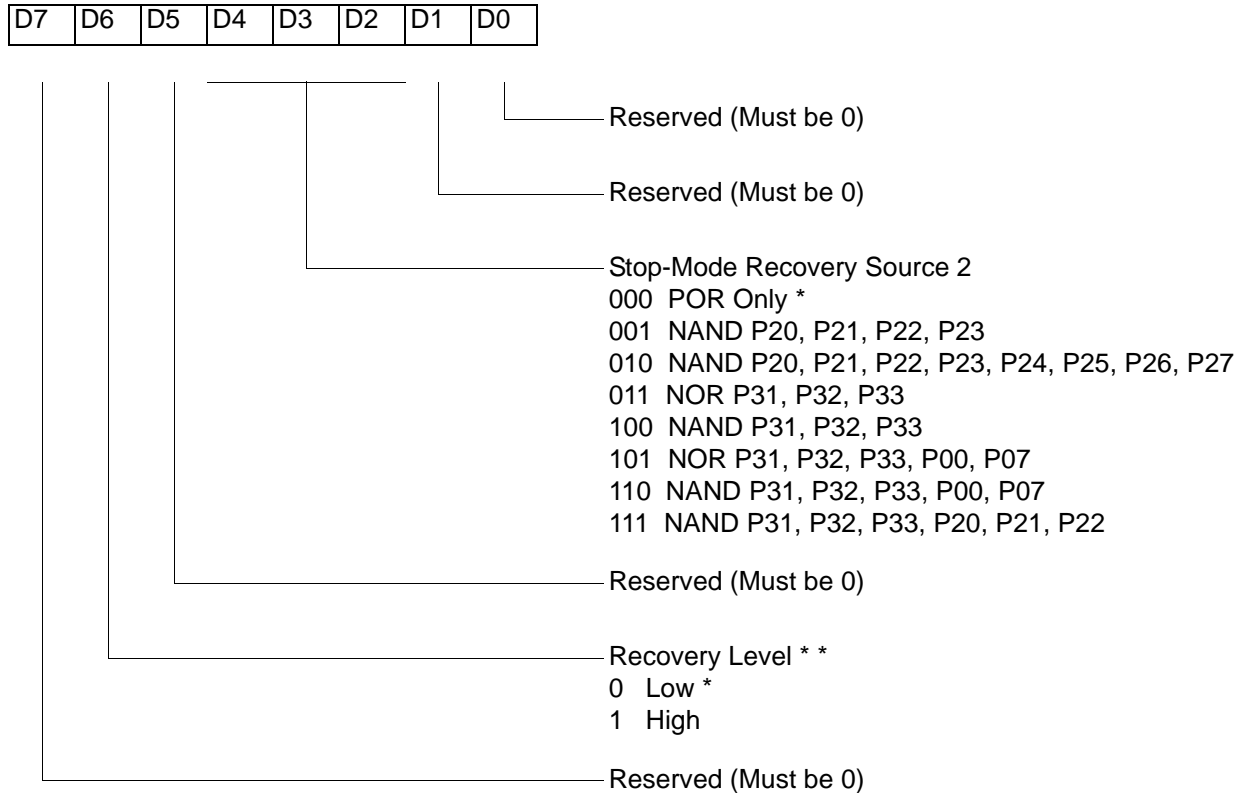 D7 D6 D5 D4 D3 D2 D1 D0
Reserved (Must be 0)
Reserved (Must be 0)
Stop-Mode Recovery Source 2
000 POR Only *
001 NAND P20, P21, P22, P23
010 NAND P20, P21, P22, P23, P24, P25, P26, P27
011 NOR P31, P32, P33
100 NAND P31, P32, P33
101 NOR P31, P32, P33, P00, P07
110 NAND P31, P32, P33, P00, P07
111 NAND P31, P32, P33, P20, P21, P22
Reserved (Must be 0)
Recovery Level * *
0 Low *
1 High
Reserved (Must be 0)